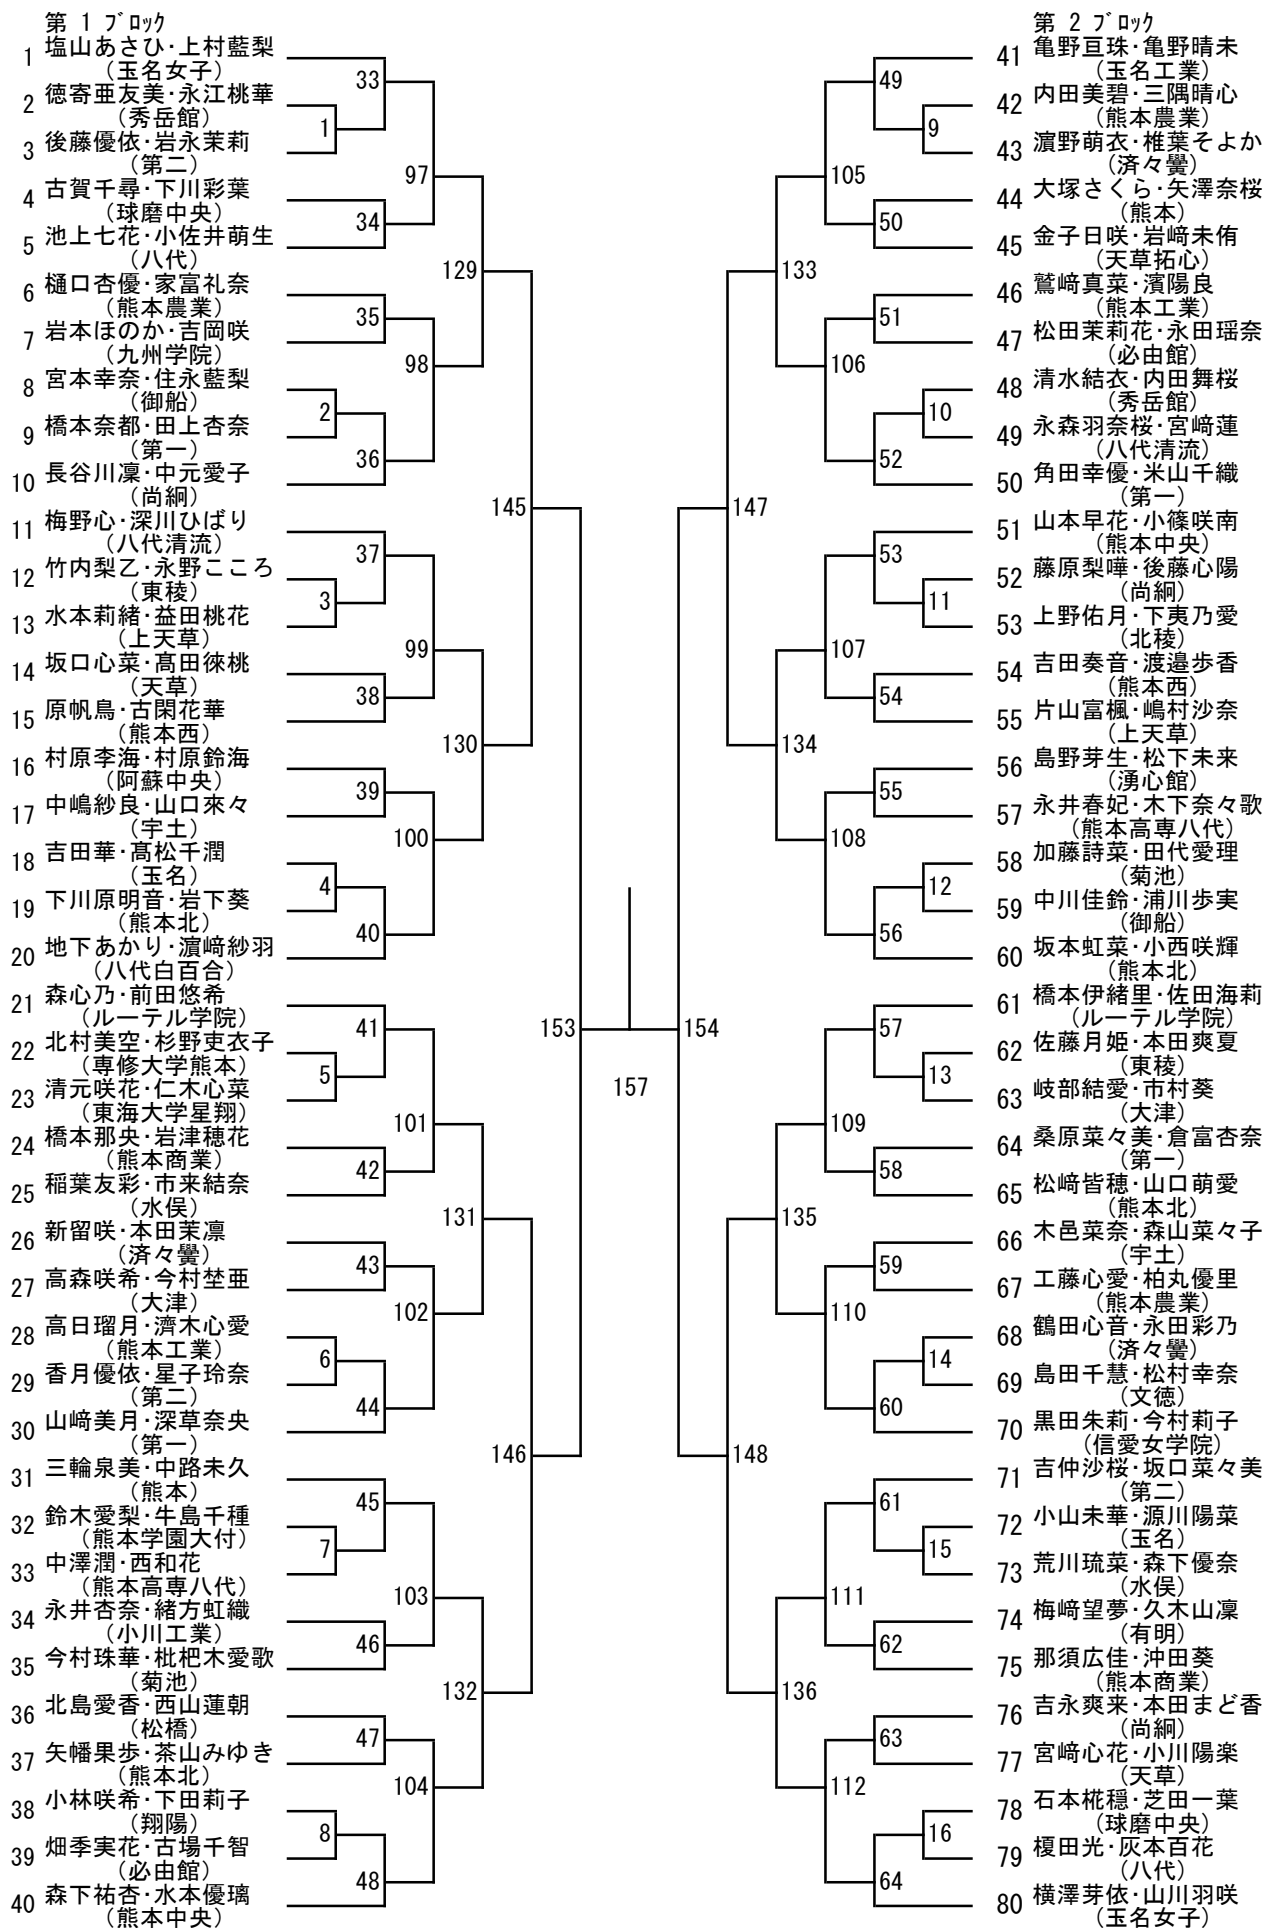 第 1 ブロック
1 塩山あさひ・上村藍梨
（玉名女子）
2 徳寄亜友美・永江桃華
（秀岳館）
3 後藤優依・岩永茉莉
（第二）
4 古賀千尋・下川彩葉
（球磨中央）
5 池上七花・小佐井萌生
（八代）
6 樋口杏優・家富礼奈
（熊本農業）
7 岩本ほのか・吉岡咲
（九州学院）
8 宮本幸奈・住永藍梨
（御船）
9 橋本奈都・田上杏奈
（第一）
10 長谷川凜・中元愛子
（尚絅）
11 梅野心・深川ひばり
（八代清流）
12 竹内梨乙・永野こころ
（東稜）
13 水本莉緒・益田桃花
（上天草）
14 坂口心菜・髙田徠桃
（天草）
15 原帆鳥・古閑花華
（熊本西）
16 村原李海・村原鈴海
（阿蘇中央）
17 中嶋紗良・山口來々
（宇土）
18 吉田華・髙松千潤
（玉名）
19 下川原明音・岩下葵
（熊本北）
20 地下あかり・濵﨑紗羽
（八代白百合）
21 森心乃・前田悠希
（ルーテル学院）
22 北村美空・杉野吏衣子
（専修大学熊本）
23 清元咲花・仁木心菜
（東海大学星翔）
24 橋本那央・岩津穂花
（熊本商業）
25 稲葉友彩・市来結奈
（水俣）
26 新留咲・本田茉凛
（済々黌）
27 高森咲希・今村埜亜
（大津）
28 高日瑠月・濟木心愛
（熊本工業）
29 香月優依・星子玲奈
（第二）
30 山﨑美月・深草奈央
（第一）
31 三輪泉美・中路未久
（熊本）
32 鈴木愛梨・牛島千種
（熊本学園大付）
33 中澤潤・西和花
（熊本高専八代）
34 永井杏奈・緒方虹織
（小川工業）
35 今村珠華・枇杷木愛歌
（菊池）
36 北島愛香・西山蓮朝
（松橋）
37 矢幡果歩・茶山みゆき
（熊本北）
38 小林咲希・下田莉子
（翔陽）
39 畑季実花・古場千智
（必由館）
40 森下祐杏・水本優璃
（熊本中央）
33
1
97
34
129
35
98
2
36
145
37
3
99
38
130
39
100
4
40
153
41
5
101
42
131
43
102
6
44
146
45
7
103
46
132
47
104
8
48
157
第 2 ブロック
41 亀野亘珠・亀野晴未
（玉名工業）
42 内田美碧・三隅晴心
（熊本農業）
43 濵野萌衣・椎葉そよか
（済々黌）
44 大塚さくら・矢澤奈桜
（熊本）
45 金子日咲・岩﨑未侑
（天草拓心）
46 鷲﨑真菜・濱陽良
（熊本工業）
47 松田茉莉花・永田瑶奈
（必由館）
48 清水結衣・内田舞桜
（秀岳館）
49 永森羽奈桜・宮﨑蓮
（八代清流）
50 角田幸優・米山千織
（第一）
51 山本早花・小篠咲南
（熊本中央）
52 藤原梨嘩・後藤心陽
（尚絅）
53 上野佑月・下夷乃愛
（北稜）
54 吉田奏音・渡邉歩香
（熊本西）
55 片山富楓・嶋村沙奈
（上天草）
56 島野芽生・松下未来
（湧心館）
57 永井春妃・木下奈々歌
（熊本高専八代）
58 加藤詩菜・田代愛理
（菊池）
59 中川佳鈴・浦川歩実
（御船）
60 坂本虹菜・小西咲輝
（熊本北）
61 橋本伊緒里・佐田海莉
（ルーテル学院）
62 佐藤月姫・本田爽夏
（東稜）
63 岐部結愛・市村葵
（大津）
64 桑原菜々美・倉富杏奈
（第一）
65 松﨑皆穂・山口萌愛
（熊本北）
66 木邑菜奈・森山菜々子
（宇土）
67 工藤心愛・柏丸優里
（熊本農業）
68 鶴田心音・永田彩乃
（済々黌）
69 島田千慧・松村幸奈
（文徳）
70 黒田朱莉・今村莉子
（信愛女学院）
71 吉仲沙桜・坂口菜々美
（第二）
72 小山未華・源川陽菜
（玉名）
73 荒川琉菜・森下優奈
（水俣）
74 梅﨑望夢・久木山凜
（有明）
75 那須広佳・沖田葵
（熊本商業）
76 吉永爽来・本田まど香
（尚絅）
77 宮﨑心花・小川陽楽
（天草）
78 石本椛穏・芝田一葉
（球磨中央）
79 榎田光・灰本百花
（八代）
80 横澤芽依・山川羽咲
（玉名女子）
49
9
105
50
133
51
106
10
52
147
53
11
107
54
134
55
108
12
56
154
57
13
109
58
135
59
110
14
60
148
61
15
111
62
136
63
112
16
64